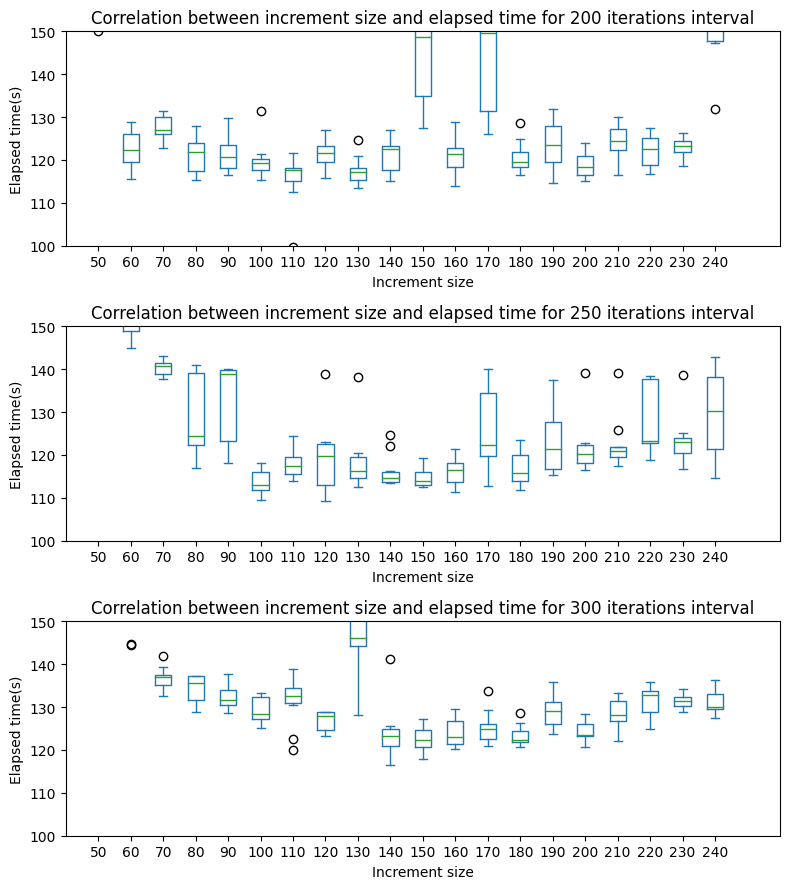 Correlation between increment size and elapsed time for 200 iterations interval
150
140
130
120
110
100
Elapsed time(s)
50 60 70 80 90 100 110 120 130 140 150 160 170 180 190 200 210 220 230 240
Increment size
Correlation between increment size and elapsed time for 250 iterations interval
150
140
130
120
110
100
Elapsed time(s)
50 60 70 80 90 100 110 120 130 140 150 160 170 180 190 200 210 220 230 240
Increment size
Correlation between increment size and elapsed time for 300 iterations interval
150
140
130
120
110
100
Elapsed time(s)
50 60 70 80 90 100 110 120 130 140 150 160 170 180 190 200 210 220 230 240
Increment size